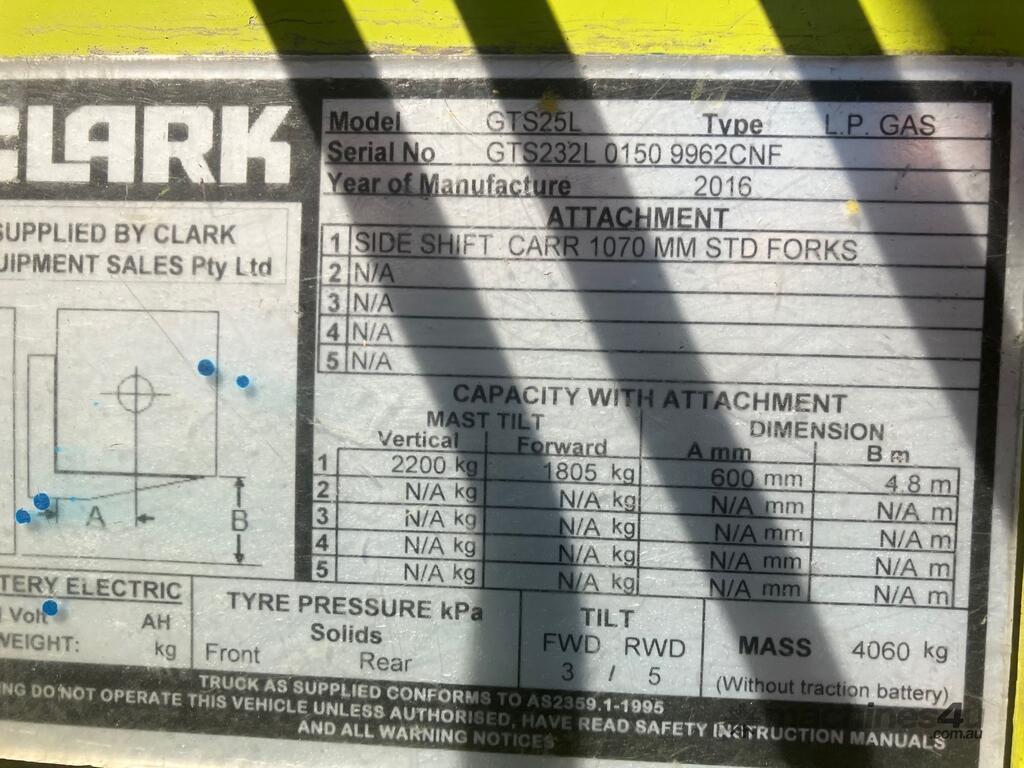 CLARK
SUPPLIED BY CLARK
UIPMENT SALES Pty Ltd
Model GTS25L Type L.P. GAS
Serial No GTS232L 0150 9962CNF
Year of Manufacture 2016
ATTACHMENT
1 SIDE SHIFT CARR 1070 MM STD FORKS
2 N/A
3 N/A
4 N/A
5 N/A
CAPACITY WITH ATTACHMENT
MAST TILT DIMENSION
Vertical Forward A mm B m
1 2200 kg 1805 kg 600 mm 4.8 m
2 N/A kg N/A kg N/A mm N/A m
3 N/A kg N/A kg N/A mm N/A m
4 N/A kg N/A kg N/A mm N/A m
5 N/A kg N/A kg N/A mm N/A m
A B
TERY ELECTRIC
Volt AH
WEIGHT: kg
TYRE PRESSURE kPa
Solids
Front Rear
TILT
FWD RWD
3 / 5
MASS 4060 kg
(Without traction battery)
TRUCK AS SUPPLIED CONFORMS TO AS2359.1-1995
NG DO NOT OPERATE THIS VEHICLE UNLESS AUTHORISED, HAVE READ SAFETY INSTRUCTION MANUALS
AND ALL WARNING NOTICES
machines4u
.com.au